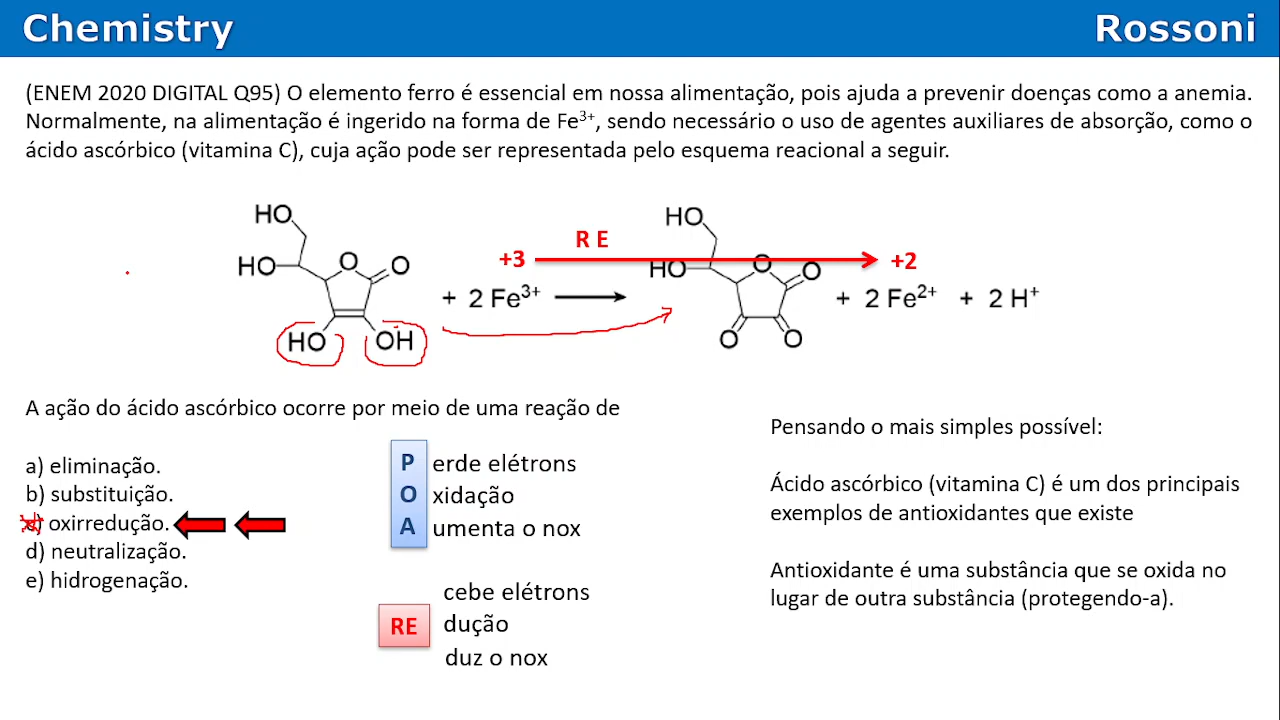 Chemistry
Rossoni
(ENEM 2020 DIGITAL Q95) O elemento ferro é essencial em nossa alimentação, pois ajuda a prevenir doenças como a anemia.
Normalmente, na alimentação é ingerido na forma de Fe³⁺, sendo necessário o uso de agentes auxiliares de absorção, como o
ácido ascórbico (vitamina C), cuja ação pode ser representada pelo esquema reacional a seguir.
HO
HO
O
O
HO
OH
+ 2 Fe³⁺
+3
R E
+2
HO
HO
O
O
O
O
+ 2 Fe²⁺ + 2 H⁺
A ação do ácido ascórbico ocorre por meio de uma reação de
a) eliminação.
b) substituição.
c) oxirredução.
d) neutralização.
e) hidrogenação.
P erde elétrons
O xidação
A umenta o nox
RE
cebe elétrons
dução
duz o nox
Pensando o mais simples possível:
Ácido ascórbico (vitamina C) é um dos principais
exemplos de antioxidantes que existe
Antioxidante é uma substância que se oxida no
lugar de outra substância (protegendo-a).